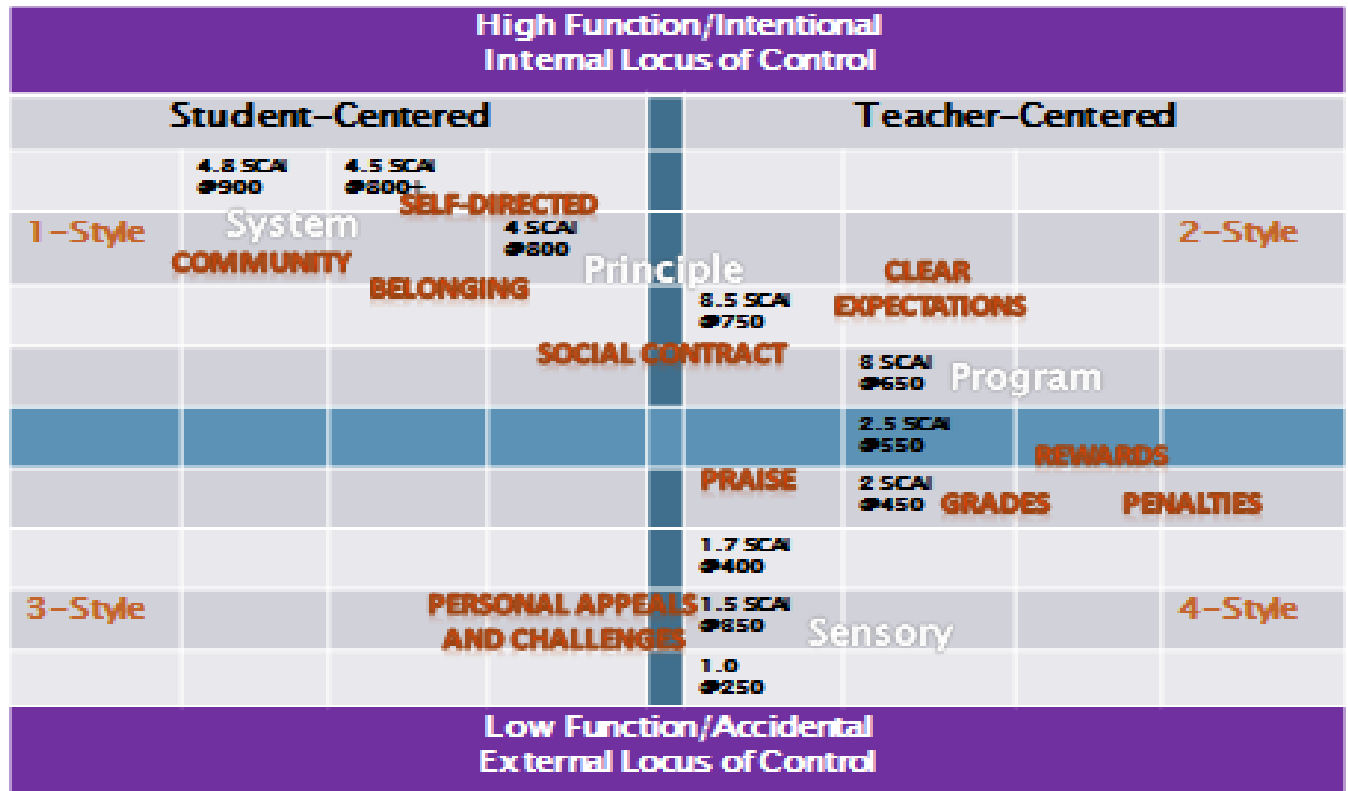 High Function/Intentional
Internal Locus of Control
Student-Centered
Teacher-Centered
4.8 SCAI
@900
4.5 SCAI
@800+
SELF-DIRECTED
1-Style
System
4 SCAI
@800
2-Style
COMMUNITY
BELONGING
Principle
CLEAR
EXPECTATIONS
8.5 SCAI
@750
SOCIAL CONTRACT
8 SCAI
@650
Program
2.5 SCAI
@550
REWARDS
PRAISE
2 SCAI
@450
GRADES
PENALTIES
1.7 SCAI
@400
3-Style
PERSONAL APPEALS
AND CHALLENGES
1.5 SCAI
@850
Sensory
4-Style
1.0
@250
Low Function/Accidental
External Locus of Control